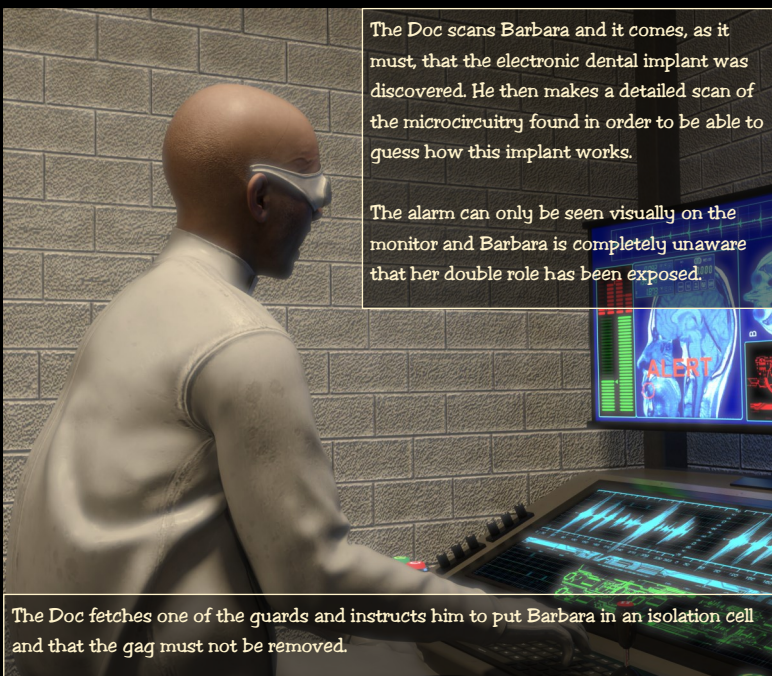 The Doc scans Barbara and it comes, as it
must, that the electronic dental implant was
discovered. He then makes a detailed scan of
the microcircuitry found in order to be able to
guess how this implant works.
The alarm can only be seen visually on the
monitor and Barbara is completely unaware
that her double role has been exposed.
ALERT
B
The Doc fetches one of the guards and instructs him to put Barbara in an isolation cell
and that the gag must not be removed.